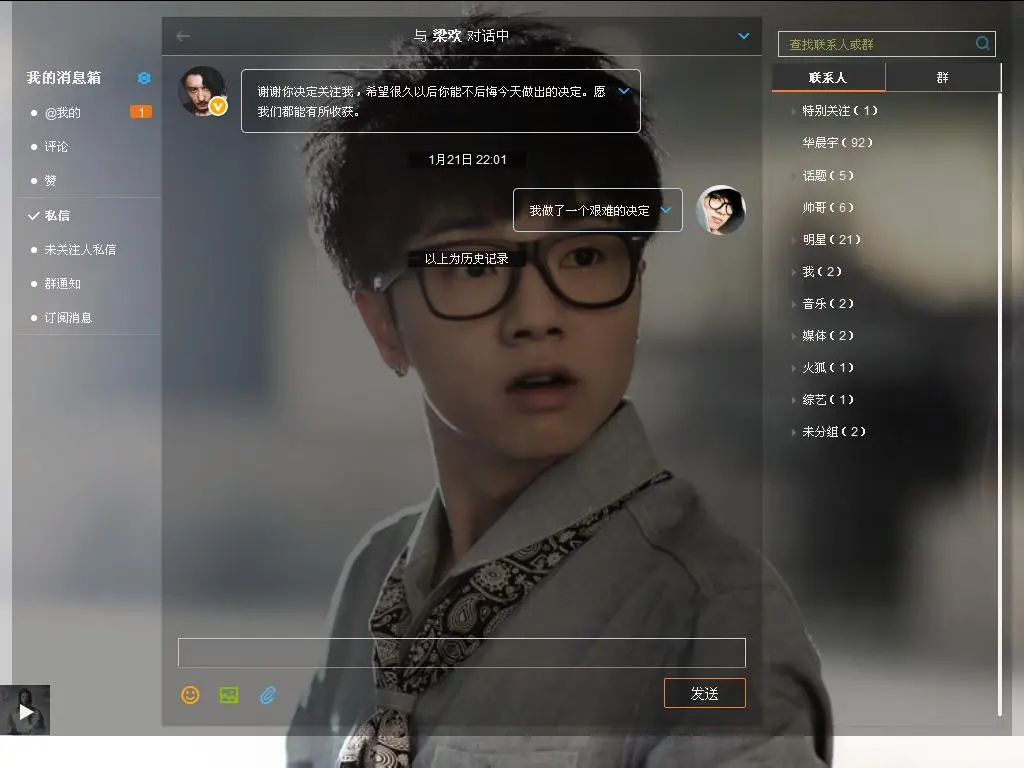 与 梁欢 对话中
我的消息箱
@我的
1
评论
赞
私信
未关注人私信
群通知
订阅消息
谢谢你决定关注我，希望很久以后你能不后悔今天做出的决定。愿
我们都能有所收获。
1月21日 22:01
我做了一个艰难的决定
以上为历史记录
发送
查找联系人或群
联系人
群
特别关注（1）
华晨宇（92）
话题（5）
帅哥（6）
明星（21）
我（2）
音乐（2）
媒体（2）
火狐（1）
综艺（1）
未分组（2）